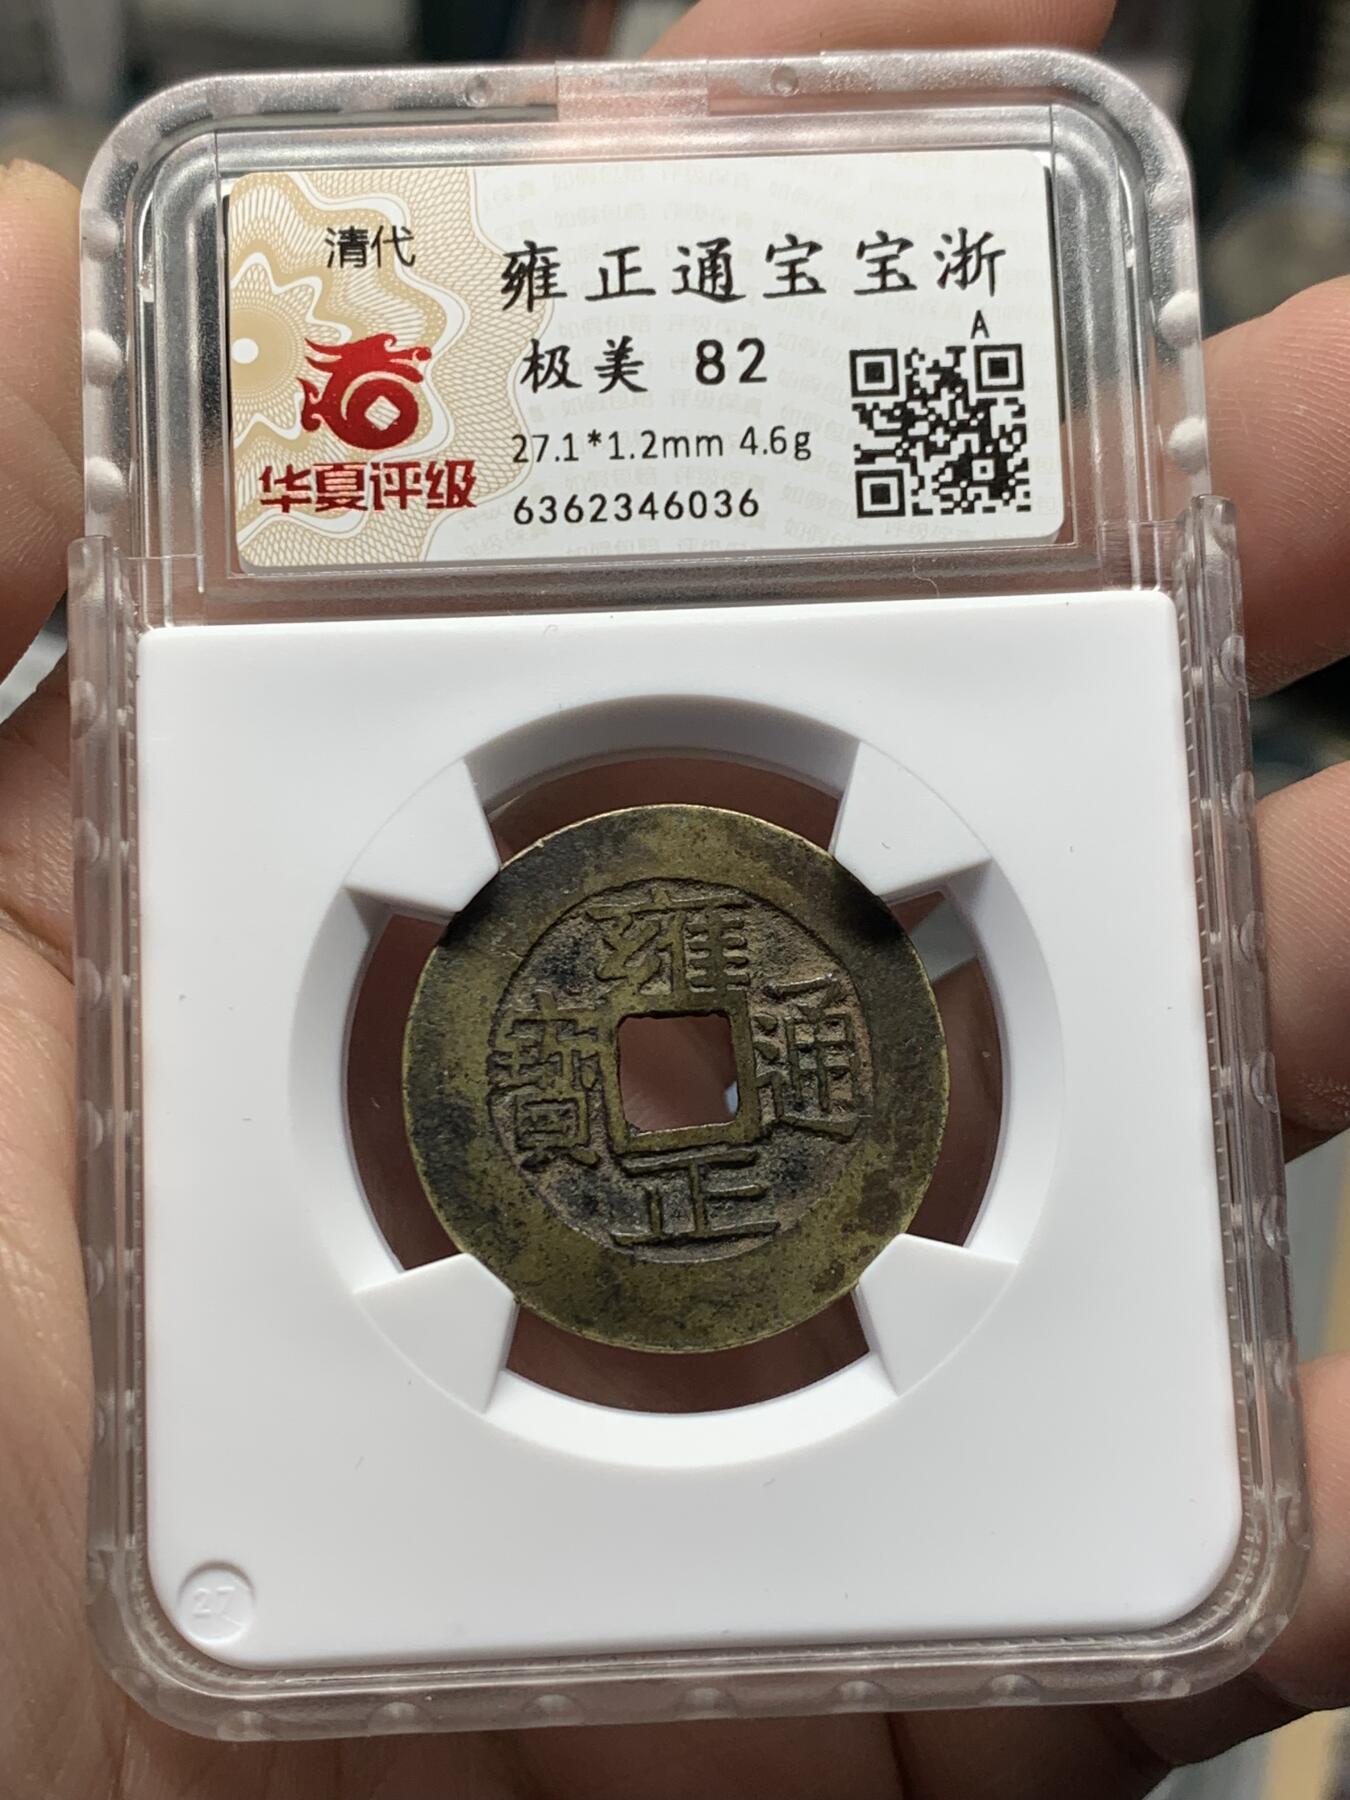 清代
雍正通宝宝浙
极美 82
A
27.1*1.2mm 4.6g
6362346036
华夏评级
雍
通
寶
正
27